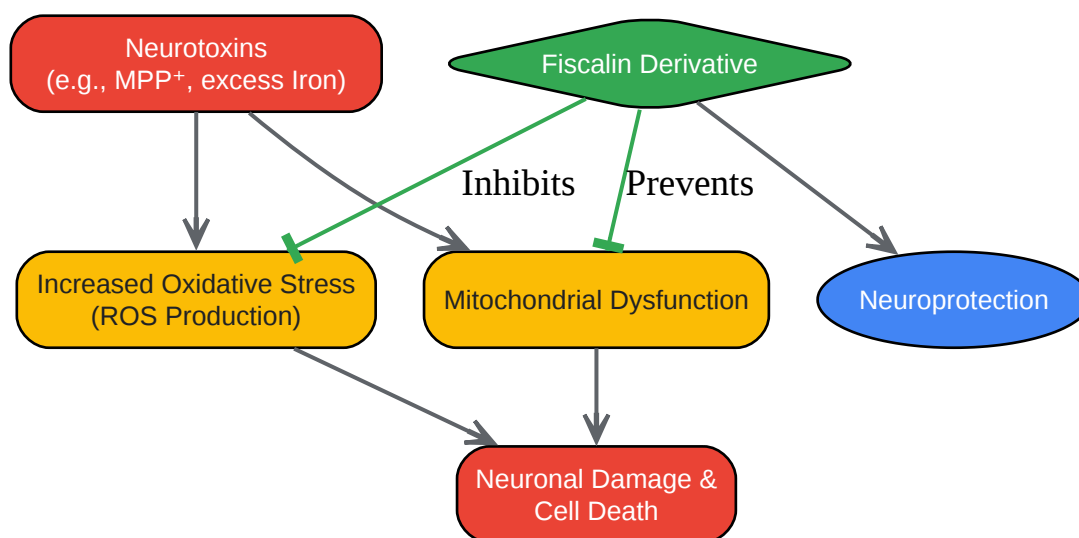 Neurotoxins
(e.g., MPP⁺, excess Iron)
Fiscalin Derivative
Inhibits
Prevents
Increased Oxidative Stress
(ROS Production)
Mitochondrial Dysfunction
Neuroprotection
Neuronal Damage &
Cell Death